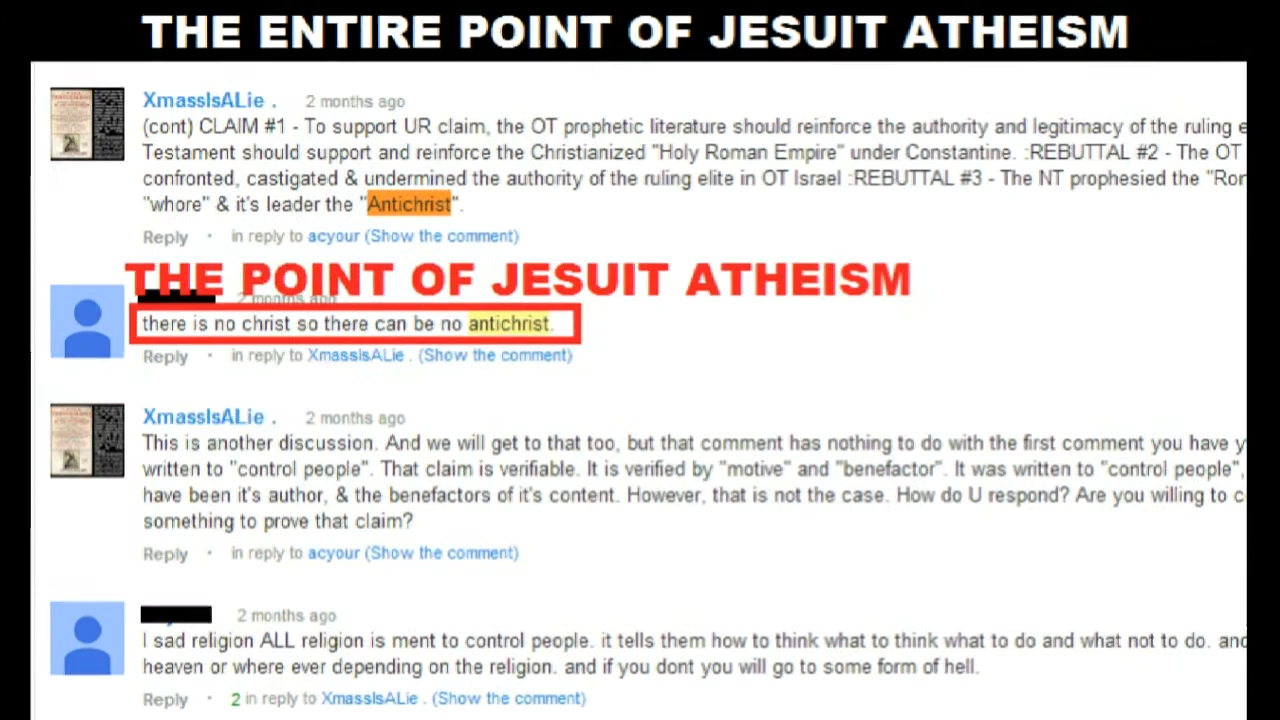 THE ENTIRE POINT OF JESUIT ATHEISM
XmassIsALie . 2 months ago
(cont) CLAIM #1 - To support UR claim, the OT prophetic literature should reinforce the authority and legitimacy of the ruling e
Testament should support and reinforce the Christianized "Holy Roman Empire" under Constantine. :REBUTTAL #2 - The OT
confronted, castigated & undermined the authority of the ruling elite in OT Israel :REBUTTAL #3 - The NT prophesied the "Ror
"whore" & it's leader the "Antichrist".
Reply · in reply to acyour (Show the comment)
THE POINT OF JESUIT ATHEISM
2 months ago
there is no christ so there can be no antichrist.
Reply · in reply to XmassIsALie . (Show the comment)
XmassIsALie . 2 months ago
This is another discussion. And we will get to that too, but that comment has nothing to do with the first comment you have y
written to "control people". That claim is verifiable. It is verified by "motive" and "benefactor". It was written to "control people",
have been it's author, & the benefactors of it's content. However, that is not the case. How do U respond? Are you willing to c
something to prove that claim?
Reply · in reply to acyour (Show the comment)
2 months ago
I sad religion ALL religion is ment to control people. it tells them how to think what to think what to do and what not to do. and
heaven or where ever depending on the religion. and if you dont you will go to some form of hell.
Reply · 2 in reply to XmassIsALie . (Show the comment)